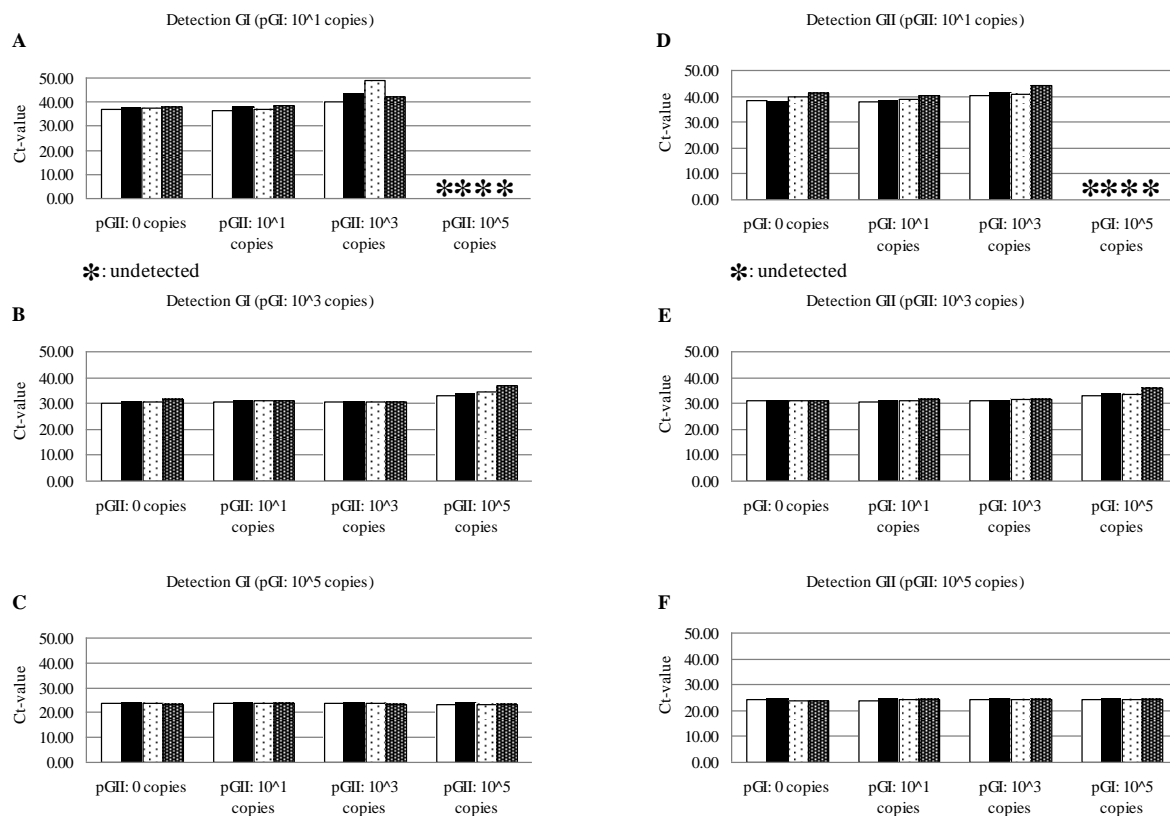 Detection GI (pGI: 10^1 copies)
A
Ct-value
50.00
40.00
30.00
20.00
10.00
0.00
****
pGII: 0 copies
pGII: 10^1 copies
pGII: 10^3 copies
pGII: 10^5 copies
*: undetected
Detection GI (pGI: 10^3 copies)
B
Ct-value
50.00
40.00
30.00
20.00
10.00
0.00
pGII: 0 copies
pGII: 10^1 copies
pGII: 10^3 copies
pGII: 10^5 copies
Detection GI (pGI: 10^5 copies)
C
Ct-value
50.00
40.00
30.00
20.00
10.00
0.00
pGII: 0 copies
pGII: 10^1 copies
pGII: 10^3 copies
pGII: 10^5 copies
Detection GII (pGII: 10^1 copies)
D
Ct-value
50.00
40.00
30.00
20.00
10.00
0.00
****
pGI: 0 copies
pGI: 10^1 copies
pGI: 10^3 copies
pGI: 10^5 copies
*: undetected
Detection GII (pGII: 10^3 copies)
E
Ct-value
50.00
40.00
30.00
20.00
10.00
0.00
pGI: 0 copies
pGI: 10^1 copies
pGI: 10^3 copies
pGI: 10^5 copies
Detection GII (pGII: 10^5 copies)
F
Ct-value
50.00
40.00
30.00
20.00
10.00
0.00
pGI: 0 copies
pGI: 10^1 copies
pGI: 10^3 copies
pGI: 10^5 copies